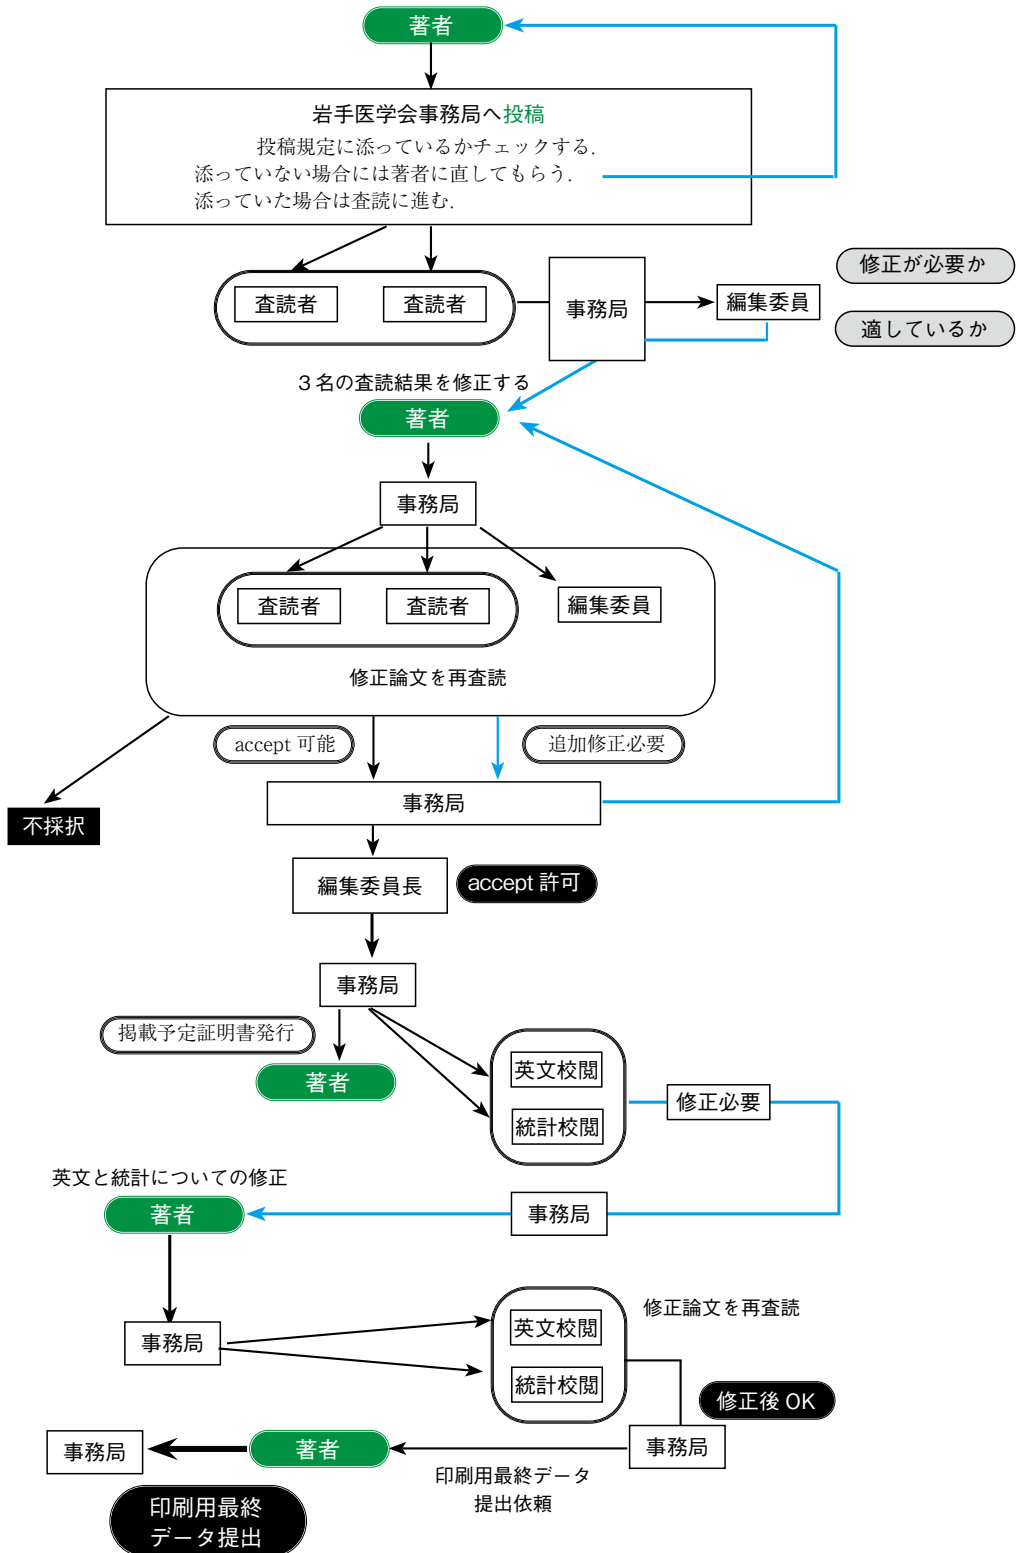 著者
岩手医学会事務局へ投稿
投稿規定に添っているかチェックする.
添っていない場合には著者に直してもらう.
添っていた場合は査読に進む.
査読者
査読者
事務局
編集委員
修正が必要か
適しているか
３名の査読結果を修正する
著者
事務局
査読者
査読者
編集委員
修正論文を再査読
accept 可能
追加修正必要
事務局
不採択
編集委員長
accept 許可
事務局
掲載予定証明書発行
著者
英文校閲
統計校閲
修正必要
英文と統計についての修正
著者
事務局
事務局
英文校閲
統計校閲
修正論文を再査読
修正後 OK
事務局
著者
事務局
印刷用最終データ
提出依頼
印刷用最終
データ提出